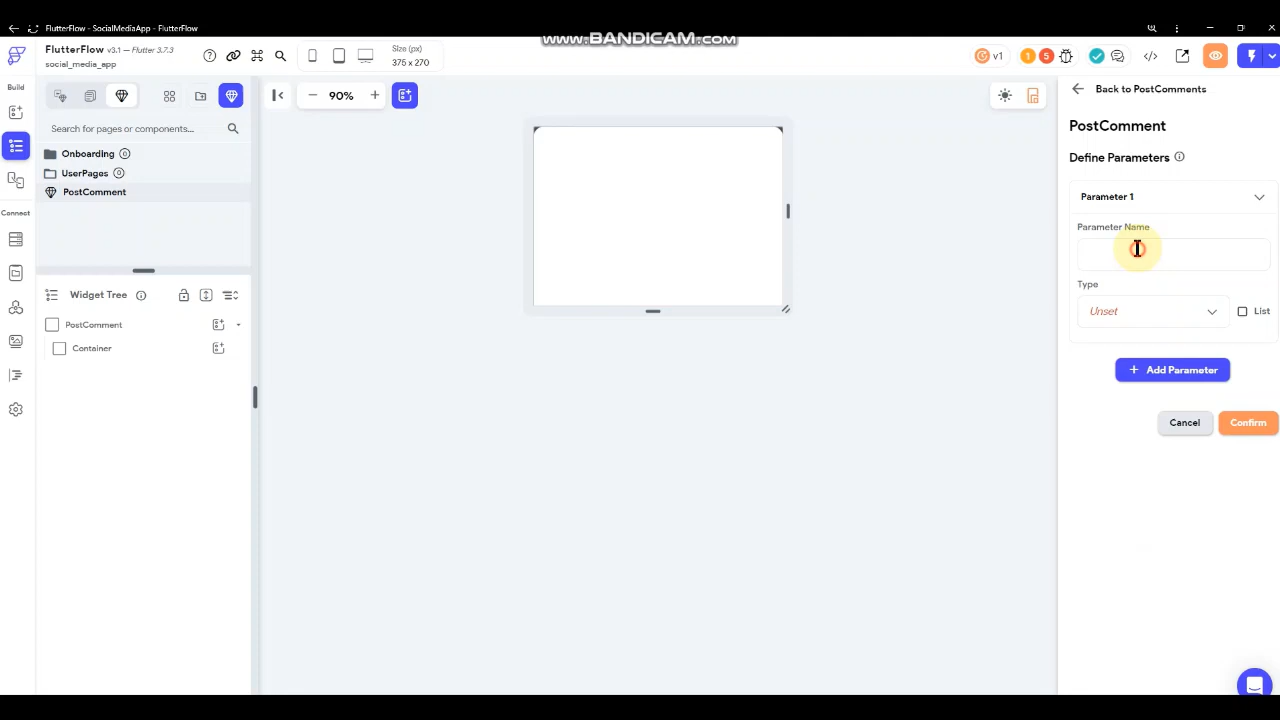 FlutterFlow - SocialMediaApp - FlutterFlow
www.BANDICAM.com
FlutterFlow v3.1 - Flutter 3.7.3
social_media_app
Size (px)
375 x 270
v1
1
5
Build
90%
Back to PostComments
Search for pages or components...
PostComment
Onboarding
UserPages
PostComment
Define Parameters
Parameter 1
Connect
Parameter Name
Type
Unset
List
Widget Tree
PostComment
Container
Add Parameter
Cancel
Confirm